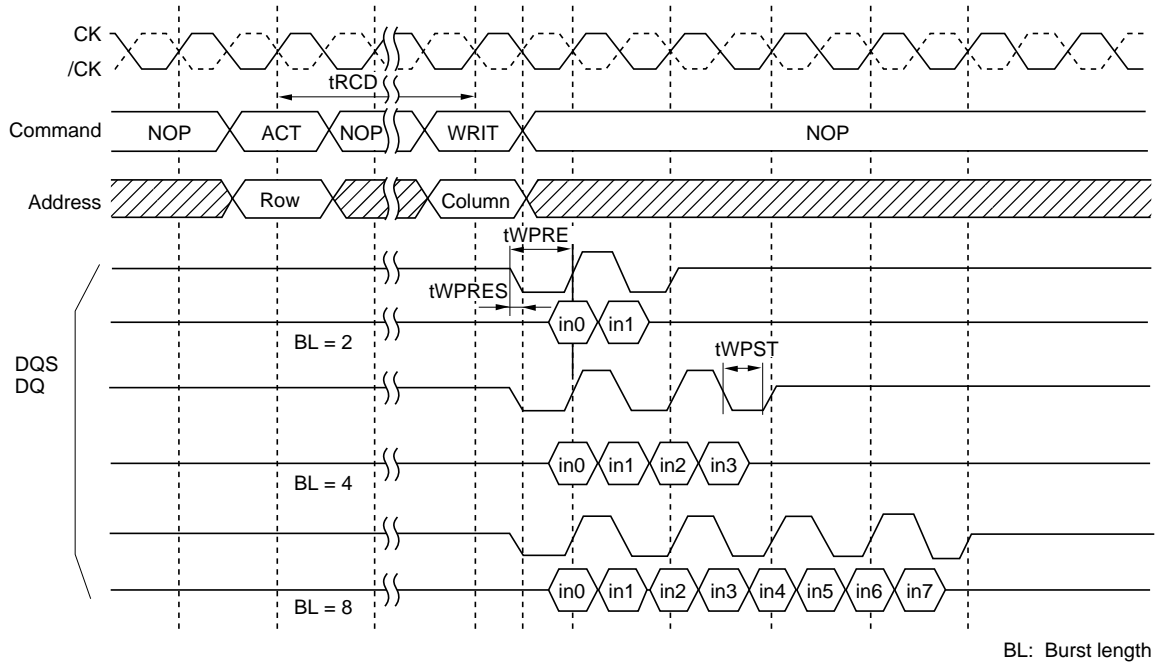 CK
/CK
tRCD
Command NOP ACT NOP WRIT NOP
Address Row Column
tWPRE
tWPRES
in0 in1
BL = 2
tWPST
DQS
DQ
in0 in1 in2 in3
BL = 4
in0 in1 in2 in3 in4 in5 in6 in7
BL = 8
BL: Burst length